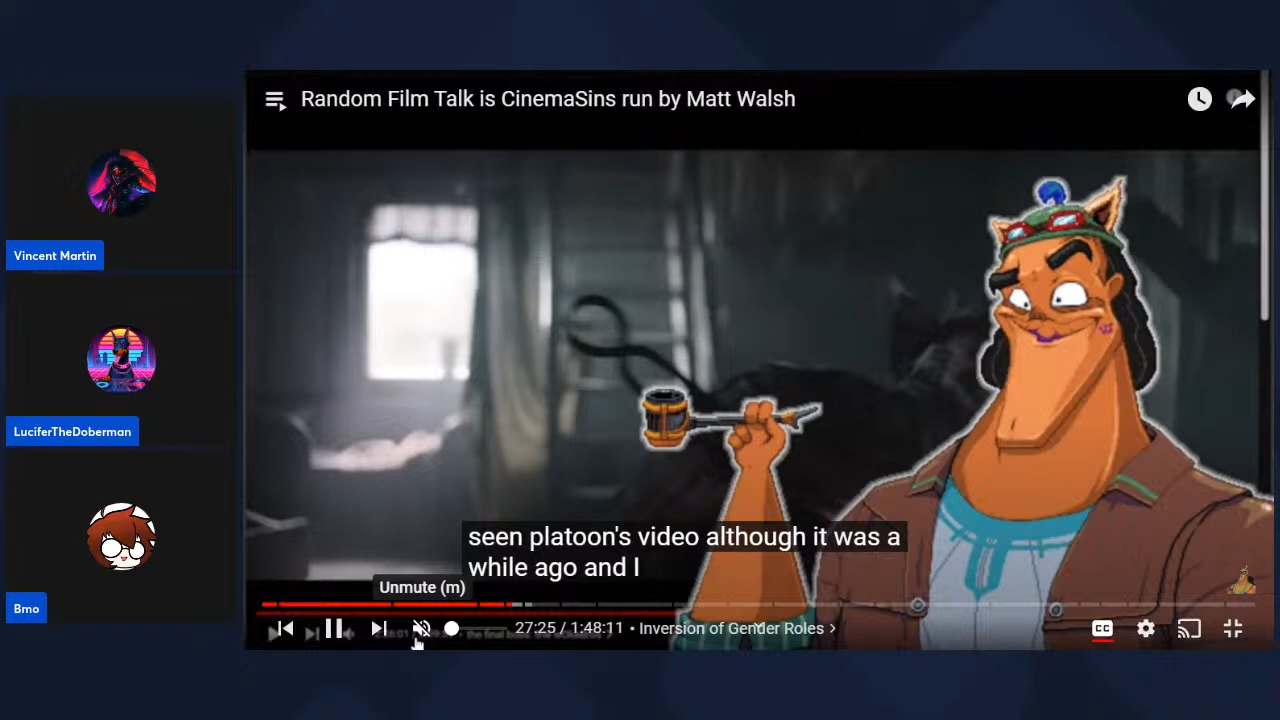 Random Film Talk is CinemaSins run by Matt Walsh
Vincent Martin
LuciferTheDoberman
Bmo
seen platoon's video although it was a
while ago and I
Unmute (m)
27:25 / 1:48:11 • Inversion of Gender Roles >
CC